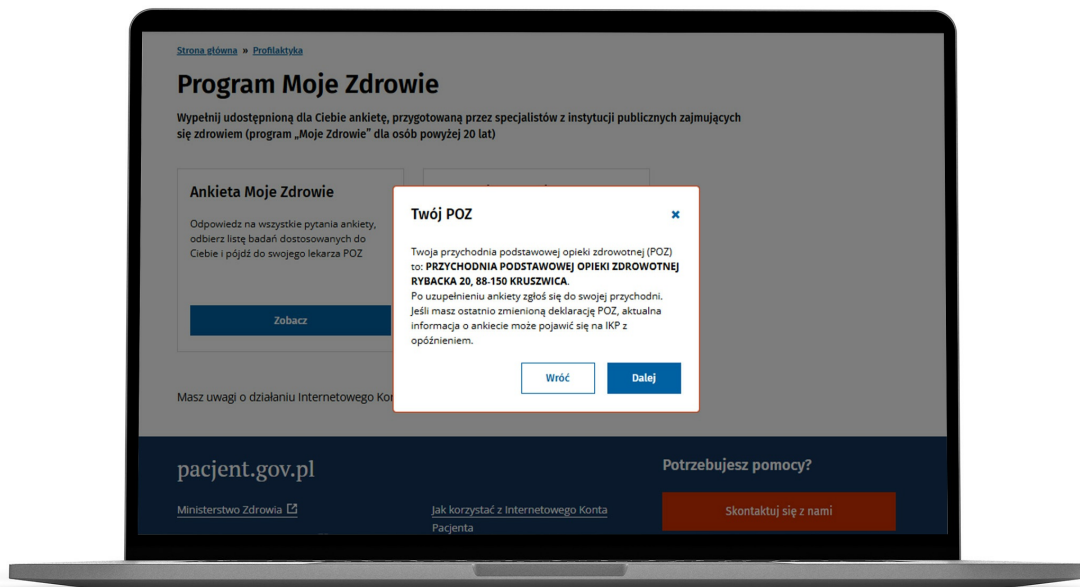 Strona główna » Profilaktyka
Program Moje Zdrowie
Wypełnij udostępnioną dla Ciebie ankietę, przygotowaną przez specjalistów z instytucji publicznych zajmujących
się zdrowiem (program „Moje Zdrowie” dla osób powyżej 20 lat)
Ankieta Moje Zdrowie
Odpowiedz na wszystkie pytania ankiety,
odbierz listę badań dostosowanych do
Ciebie i pójdź do swojego lekarza POZ
Zobacz
Twój POZ
Twoja przychodnia podstawowej opieki zdrowotnej (POZ)
to: PRZYCHODNIA PODSTAWOWEJ OPIEKI ZDROWOTNEJ
RYBACKA 20, 88-150 KRUSZWICA.
Po uzupełnieniu ankiety zgłoś się do swojej przychodni.
Jeśli masz ostatnio zmienioną deklarację POZ, aktualna
informacja o ankiecie może pojawić się na IKP z
opóźnieniem.
Wróć
Dalej
Masz uwagi o działaniu Internetowego
pacjent.gov.pl
Potrzebujesz pomocy?
Ministerstwo Zdrowia
Jak korzystać z Internetowego Konta
Pacjenta
Skontaktuj się z nami